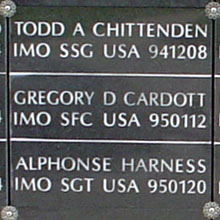 TODD A CHITTENDEN
IMO SSG USA 941208
GREGORY D CARDOTT
IMO SFC USA 950112
ALPHONSE HARNESS
IMO SGT USA 950120